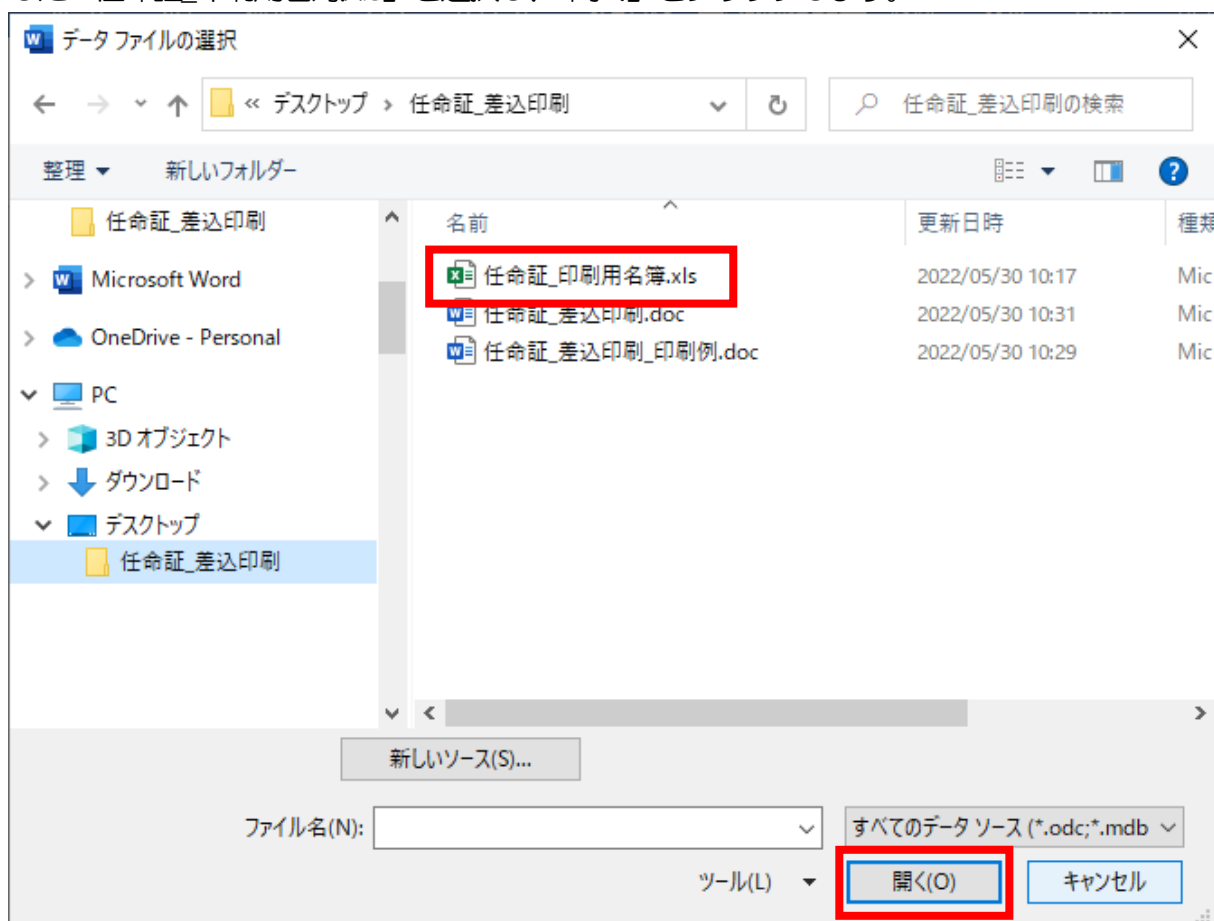 データ ファイルの選択
« デスクトップ > 任命証_差込印刷
任命証_差込印刷の検索
整理
新しいフォルダー
任命証_差込印刷
Microsoft Word
OneDrive - Personal
PC
3D オブジェクト
ダウンロード
デスクトップ
任命証_差込印刷
名前 更新日時 種類
任命証_印刷用名簿.xls 2022/05/30 10:17 Mic
任命証_差込印刷.doc 2022/05/30 10:31 Mic
任命証_差込印刷_印刷例.doc 2022/05/30 10:29 Mic
新しいソース(S)...
ファイル名(N):
すべてのデータ ソース (*.odc;*.mdb
ツール(L)
開く(O)
キャンセル